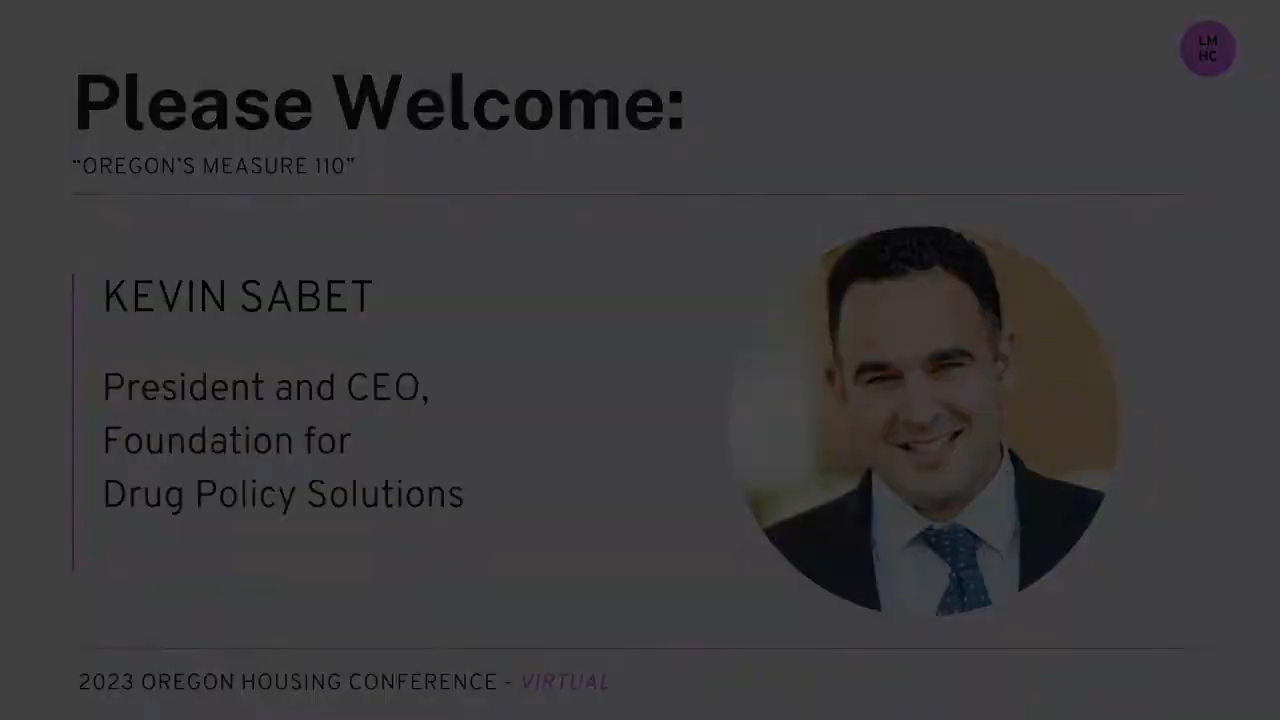 LM
HC
Please Welcome:
“OREGON’S MEASURE 110”
KEVIN SABET
President and CEO,
Foundation for
Drug Policy Solutions
2023 OREGON HOUSING CONFERENCE - VIRTUAL